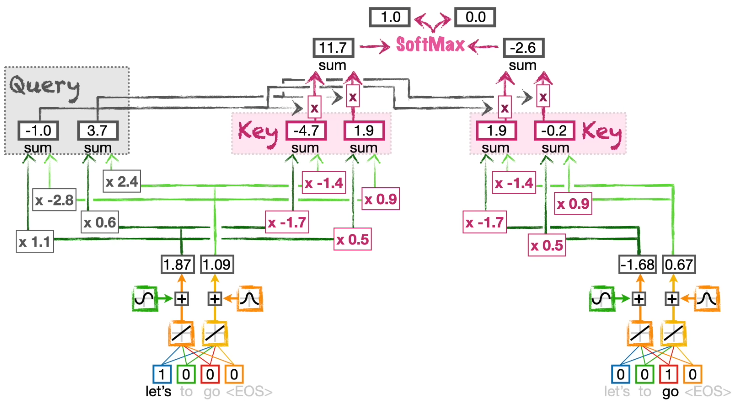 1.0 0.0
11.7 SoftMax -2.6
sum sum
Query
x x x x
-1.0 3.7 Key -4.7 1.9 1.9 -0.2 Key
sum sum sum sum sum sum
x 2.4 x -1.4 x -1.4
x -2.8 x 0.9 x 0.9
x 0.6 x -1.7 x -1.7
x 1.1 x 0.5 x 0.5
1.87 1.09 -1.68 0.67
+ + + +
1 0 0 0 0 0 1 0
let's to go <EOS> let's to go <EOS>